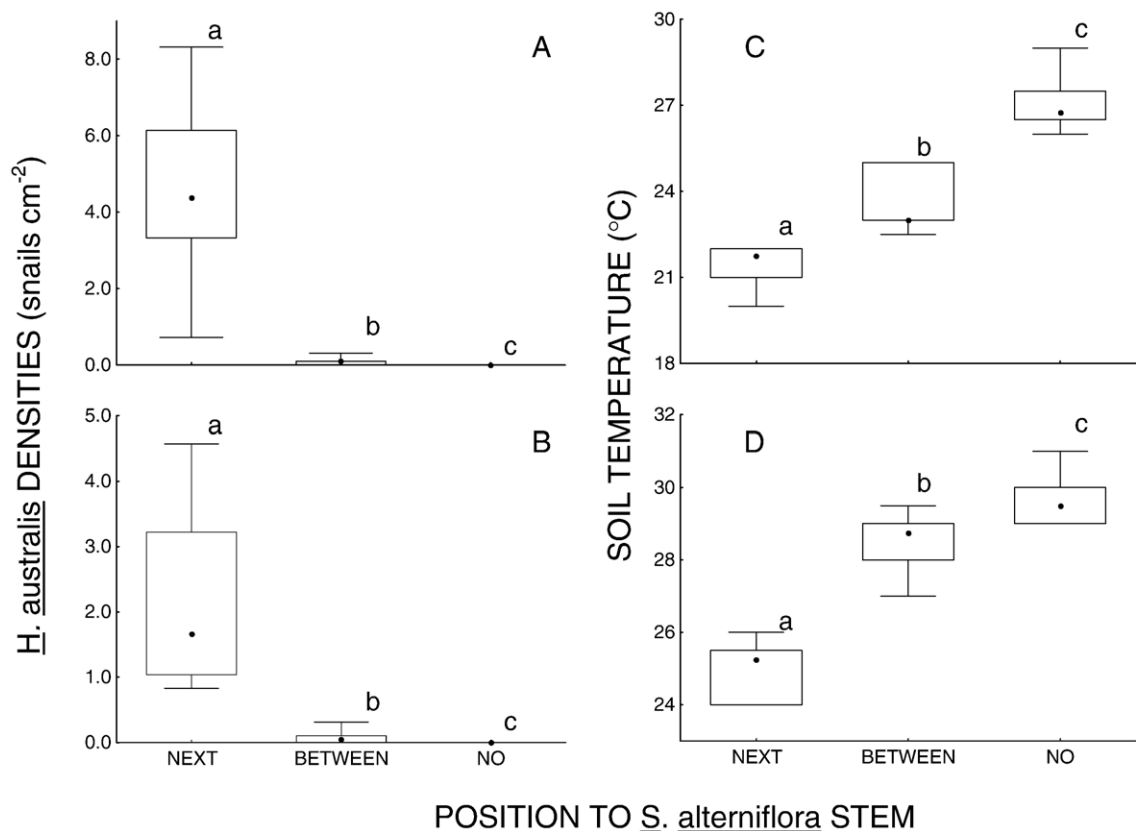 H. australis DENSITIES (snails cm-2)
A
8.0
6.0
4.0
2.0
0.0
a
b
c
B
5.0
4.0
3.0
2.0
1.0
0.0
a
b
c
NEXT BETWEEN NO
SOIL TEMPERATURE (°C)
C
30
27
24
21
18
a
b
c
D
32
30
28
26
24
a
b
c
NEXT BETWEEN NO
POSITION TO S. alterniflora STEM